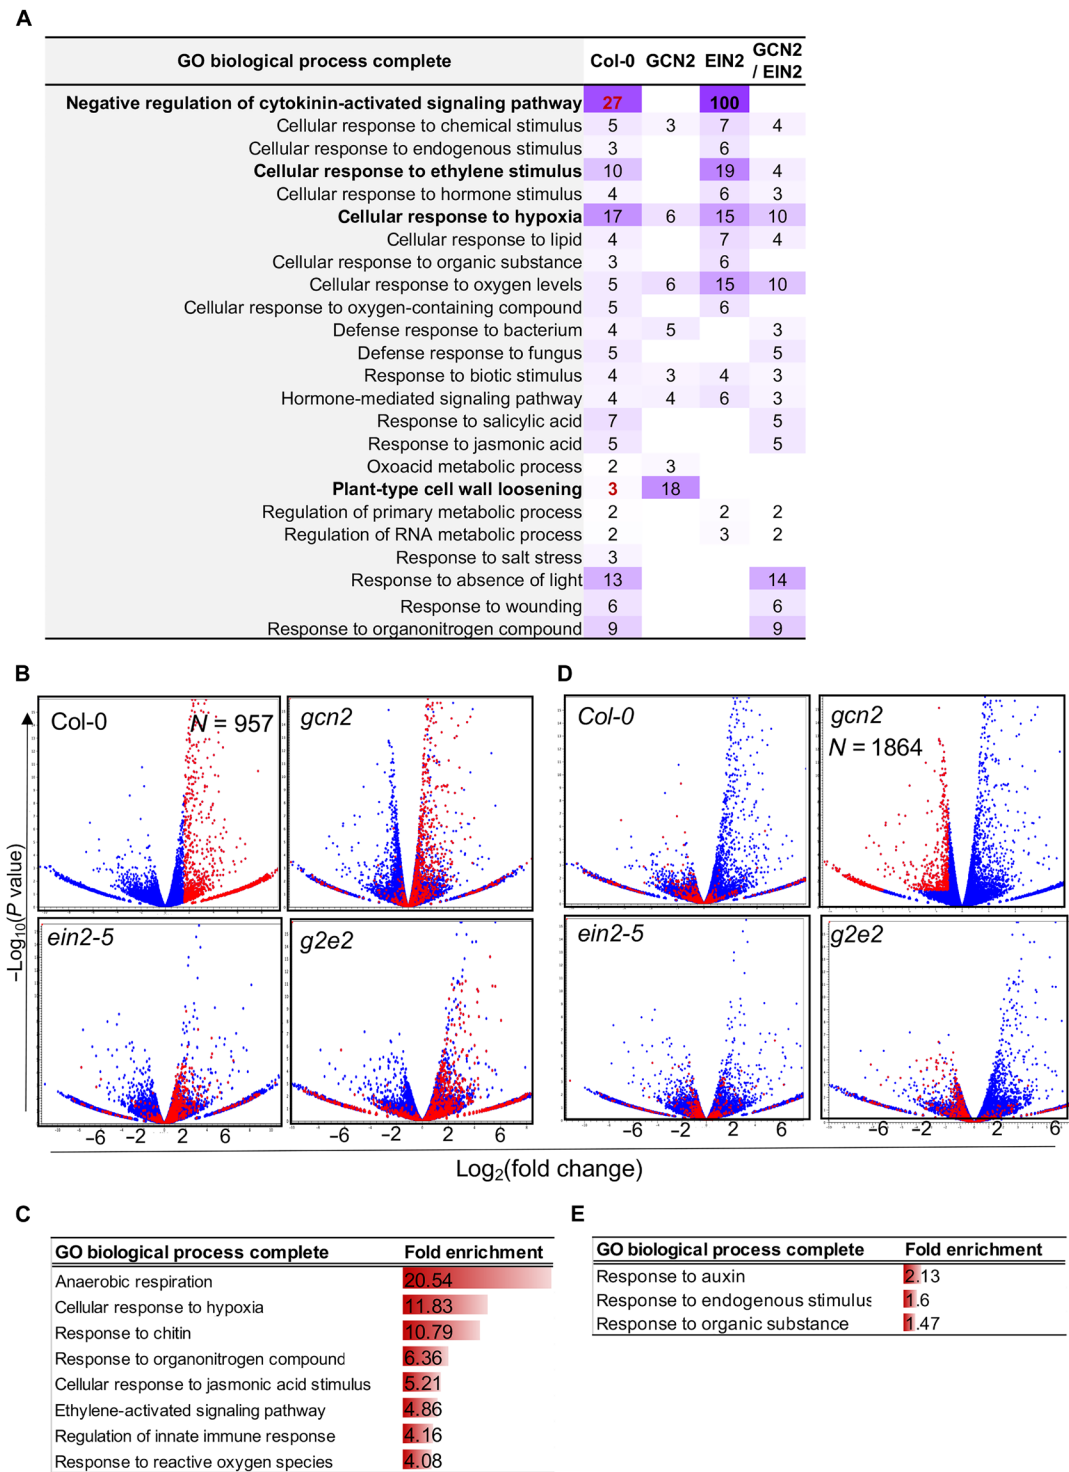 A
GO biological process complete Col-0 GCN2 EIN2 GCN2 / EIN2
Negative regulation of cytokinin-activated signaling pathway 27 100
Cellular response to chemical stimulus 5 3 7 4
Cellular response to endogenous stimulus 3 6
Cellular response to ethylene stimulus 10 19 4
Cellular response to hormone stimulus 4 6 3
Cellular response to hypoxia 17 6 15 10
Cellular response to lipid 4 7 4
Cellular response to organic substance 3 6
Cellular response to oxygen levels 5 6 15 10
Cellular response to oxygen-containing compound 5 6
Defense response to bacterium 4 5 3
Defense response to fungus 5 5
Response to biotic stimulus 4 3 4 3
Hormone-mediated signaling pathway 4 4 6 3
Response to salicylic acid 7 5
Response to jasmonic acid 5 5
Oxoacid metabolic process 2 3
Plant-type cell wall loosening 3 18
Regulation of primary metabolic process 2 2 2
Regulation of RNA metabolic process 2 3 2
Response to salt stress 3
Response to absence of light 13 14
Response to wounding 6 6
Response to organonitrogen compound 9 9
B
Col-0 N = 957
gcn2
ein2-5
g2e2
−Log10(P value)
−6 −2 2 6
−6 −2 2 6
D
Col-0
gcn2
N = 1864
ein2-5
g2e2
−6 −2 2 6
−6 −2 2 6
Log2(fold change)
C
GO biological process complete Fold enrichment
Anaerobic respiration 20.54
Cellular response to hypoxia 11.83
Response to chitin 10.79
Response to organonitrogen compound 6.36
Cellular response to jasmonic acid stimulus 5.21
Ethylene-activated signaling pathway 4.86
Regulation of innate immune response 4.16
Response to reactive oxygen species 4.08
E
GO biological process complete Fold enrichment
Response to auxin 2.13
Response to endogenous stimulus 1.6
Response to organic substance 1.47